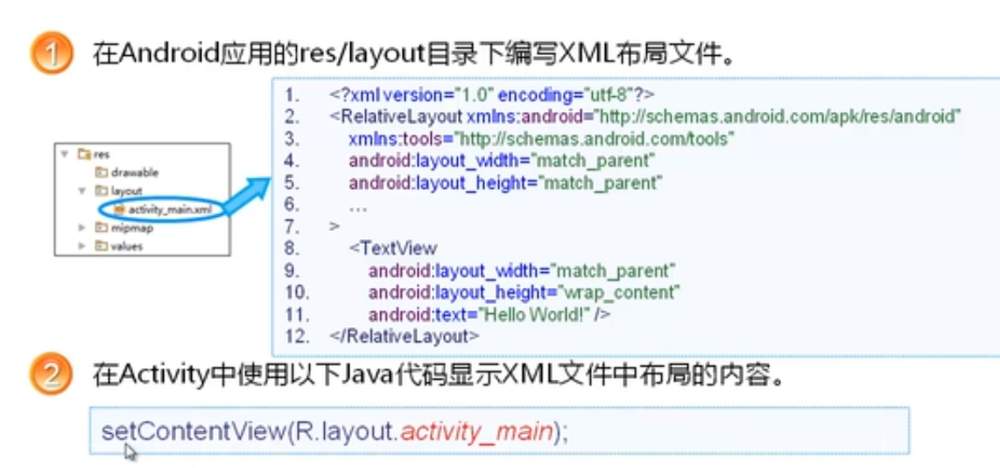 1 在Android应用的res/layout目录下编写XML布局文件。
res
drawable
layout
activity_main.xml
mipmap
values
1. <?xml version="1.0" encoding="utf-8"?>
2. <RelativeLayout xmlns:android="http://schemas.android.com/apk/res/android"
3. xmlns:tools="http://schemas.android.com/tools"
4. android:layout_width="match_parent"
5. android:layout_height="match_parent"
6. ...
7. >
8. <TextView
9. android:layout_width="match_parent"
10. android:layout_height="wrap_content"
11. android:text="Hello World!" />
12. </RelativeLayout>
2 在Activity中使用以下Java代码显示XML文件中布局的内容。
setContentView(R.layout.activity_main);